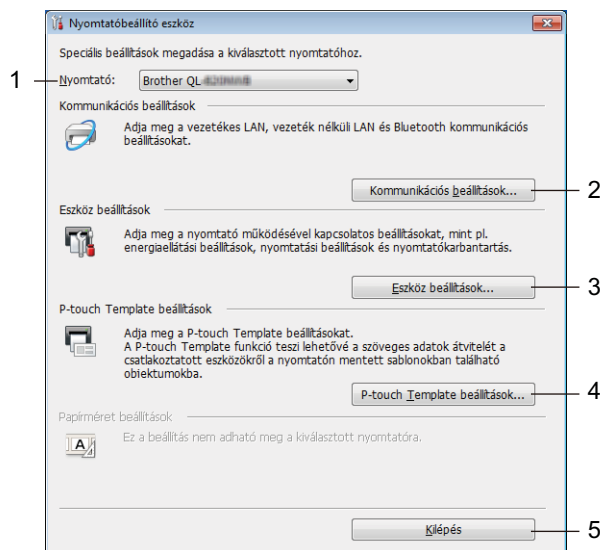 Nyomtatóbeállító eszköz
Speciális beállítások megadása a kiválasztott nyomtatóhoz.
1
Nyomtató: Brother QL-
Kommunikációs beállítások
Adja meg a vezetékes LAN, vezeték nélküli LAN és Bluetooth kommunikációs
beállításokat.
Kommunikációs beállítások... 2
Eszköz beállítások
Adja meg a nyomtató működésével kapcsolatos beállításokat, mint pl.
energiaellátási beállítások, nyomtatási beállítások és nyomtatókarbantartás.
Eszköz beállítások... 3
P-touch Template beállítások
Adja meg a P-touch Template beállításokat.
A P-touch Template funkció teszi lehetővé a szöveges adatok átvitelét a
csatlakoztatott eszközökről a nyomtatón mentett sablonokban található
objektumokba.
P-touch Template beállítások... 4
Papírméret beállítások
A
Ez a beállítás nem adható meg a kiválasztott nyomtatóra.
Kilépés 5